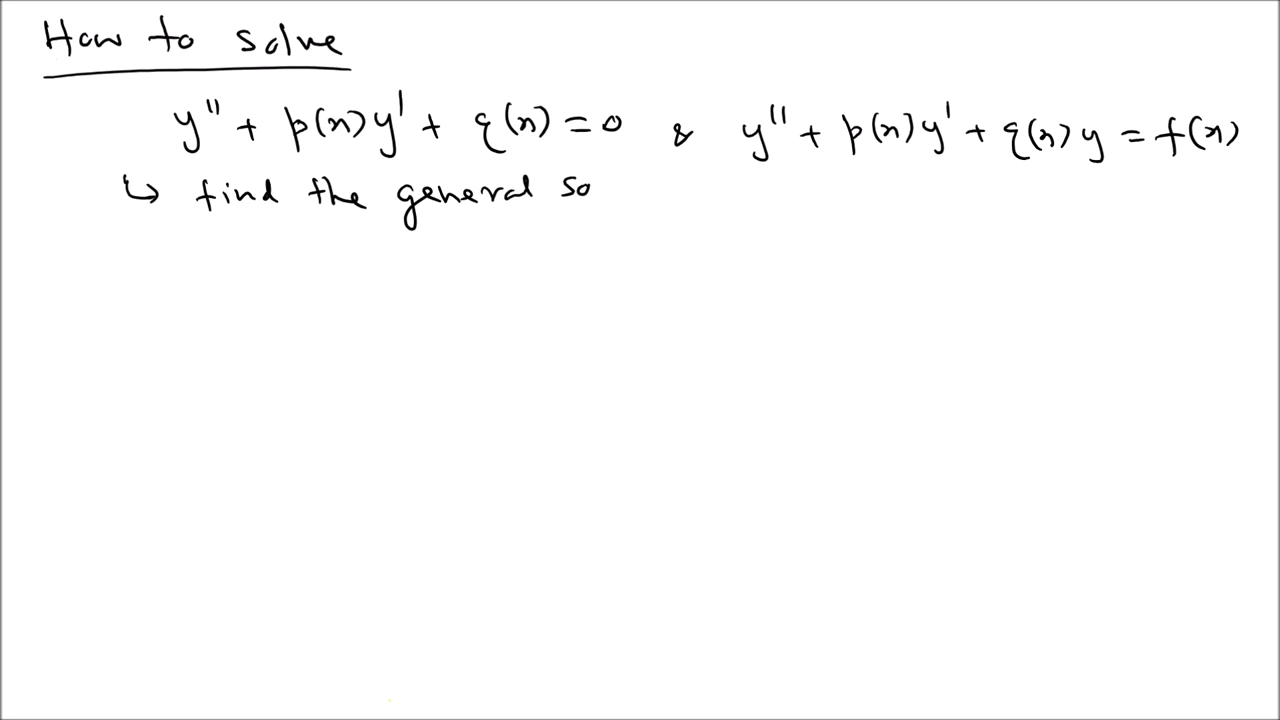 How to solve
y'' + p(x)y' + q(x) = 0 & y'' + p(x)y' + q(x)y = f(x)
↳ find the general so